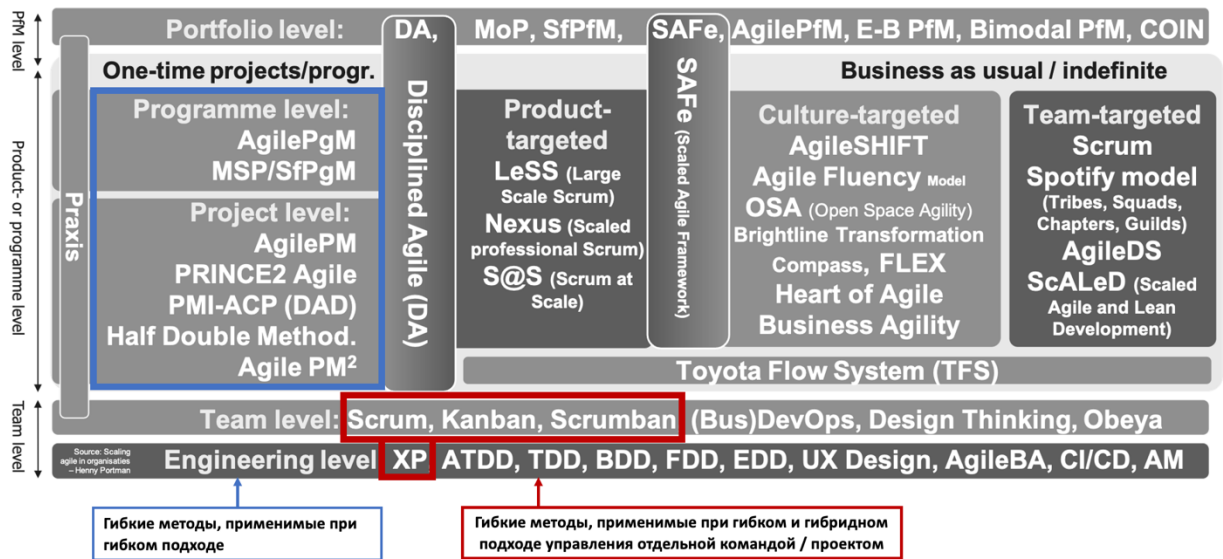 PfM level
Portfolio level:
DA,
MoP, SfPfM,
SAFe,
AgilePfM, E-B PfM, Bimodal PfM, COIN
Product- or programme level
Praxis
One-time projects/progr.
Programme level:
AgilePgM
MSP/SfPgM
Project level:
AgilePM
PRINCE2 Agile
PMI-ACP (DAD)
Half Double Method.
Agile PM²
Disciplined Agile (DA)
Product-
targeted
LeSS (Large
Scale Scrum)
Nexus (Scaled
professional Scrum)
S@S (Scrum at
Scale)
SAFe (Scaled Agile Framework)
Business as usual / indefinite
Culture-targeted
AgileSHIFT
Agile Fluency Model
OSA (Open Space Agility)
Brightline Transformation
Compass, FLEX
Heart of Agile
Business Agility
Team-targeted
Scrum
Spotify model
(Tribes, Squads,
Chapters, Guilds)
AgileDS
ScALeD (Scaled
Agile and Lean
Development)
Toyota Flow System (TFS)
Team level
Team level: Scrum, Kanban, Scrumban, (Bus)DevOps, Design Thinking, Obeya
Source: Scaling
agile in organisaties
– Henny Portman
Engineering level: XP, ATDD, TDD, BDD, FDD, EDD, UX Design, AgileBA, CI/CD, AM
Гибкие методы, применимые при
гибком подходе
Гибкие методы, применимые при гибком и гибридном
подходе управления отдельной командой / проектом